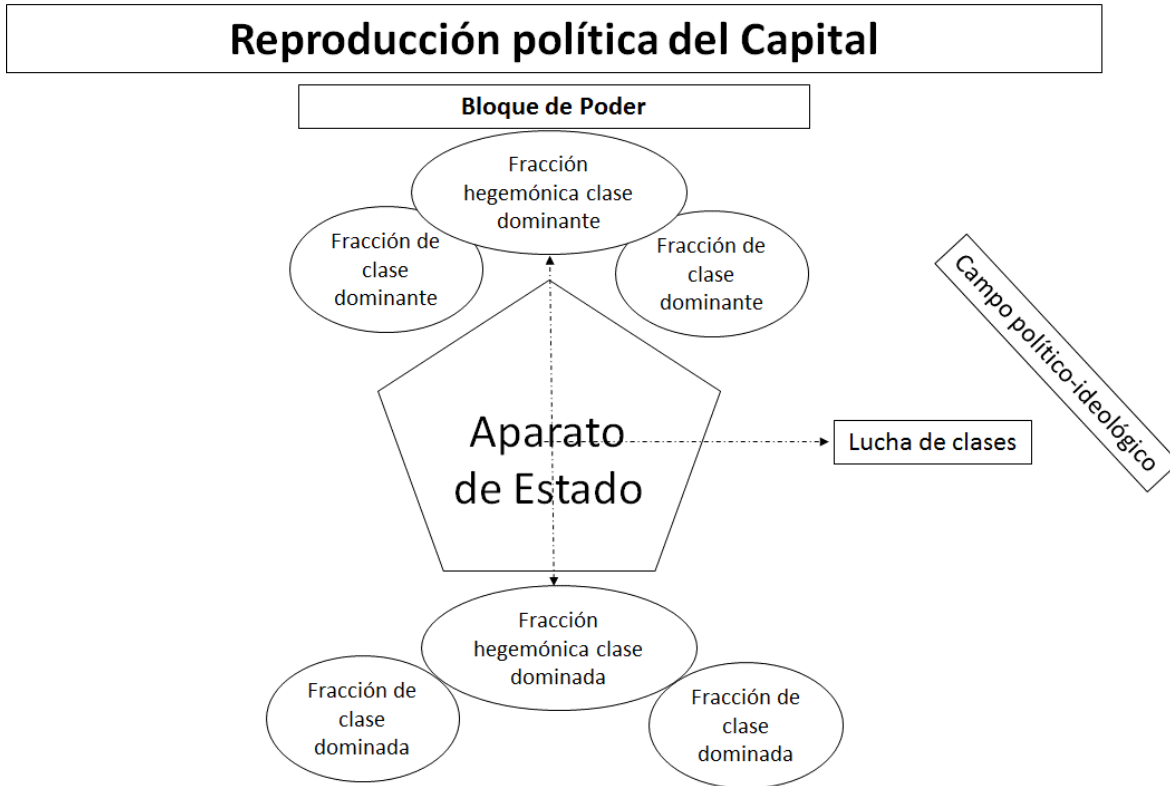 Reproducción política del Capital
Bloque de Poder
Fracción
hegemónica clase
dominante
Fracción de
clase
dominante
Fracción de
clase
dominante
Campo político-ideológico
Aparato
de Estado
Lucha de clases
Fracción
hegemónica clase
dominada
Fracción de
clase
dominada
Fracción de
clase
dominada